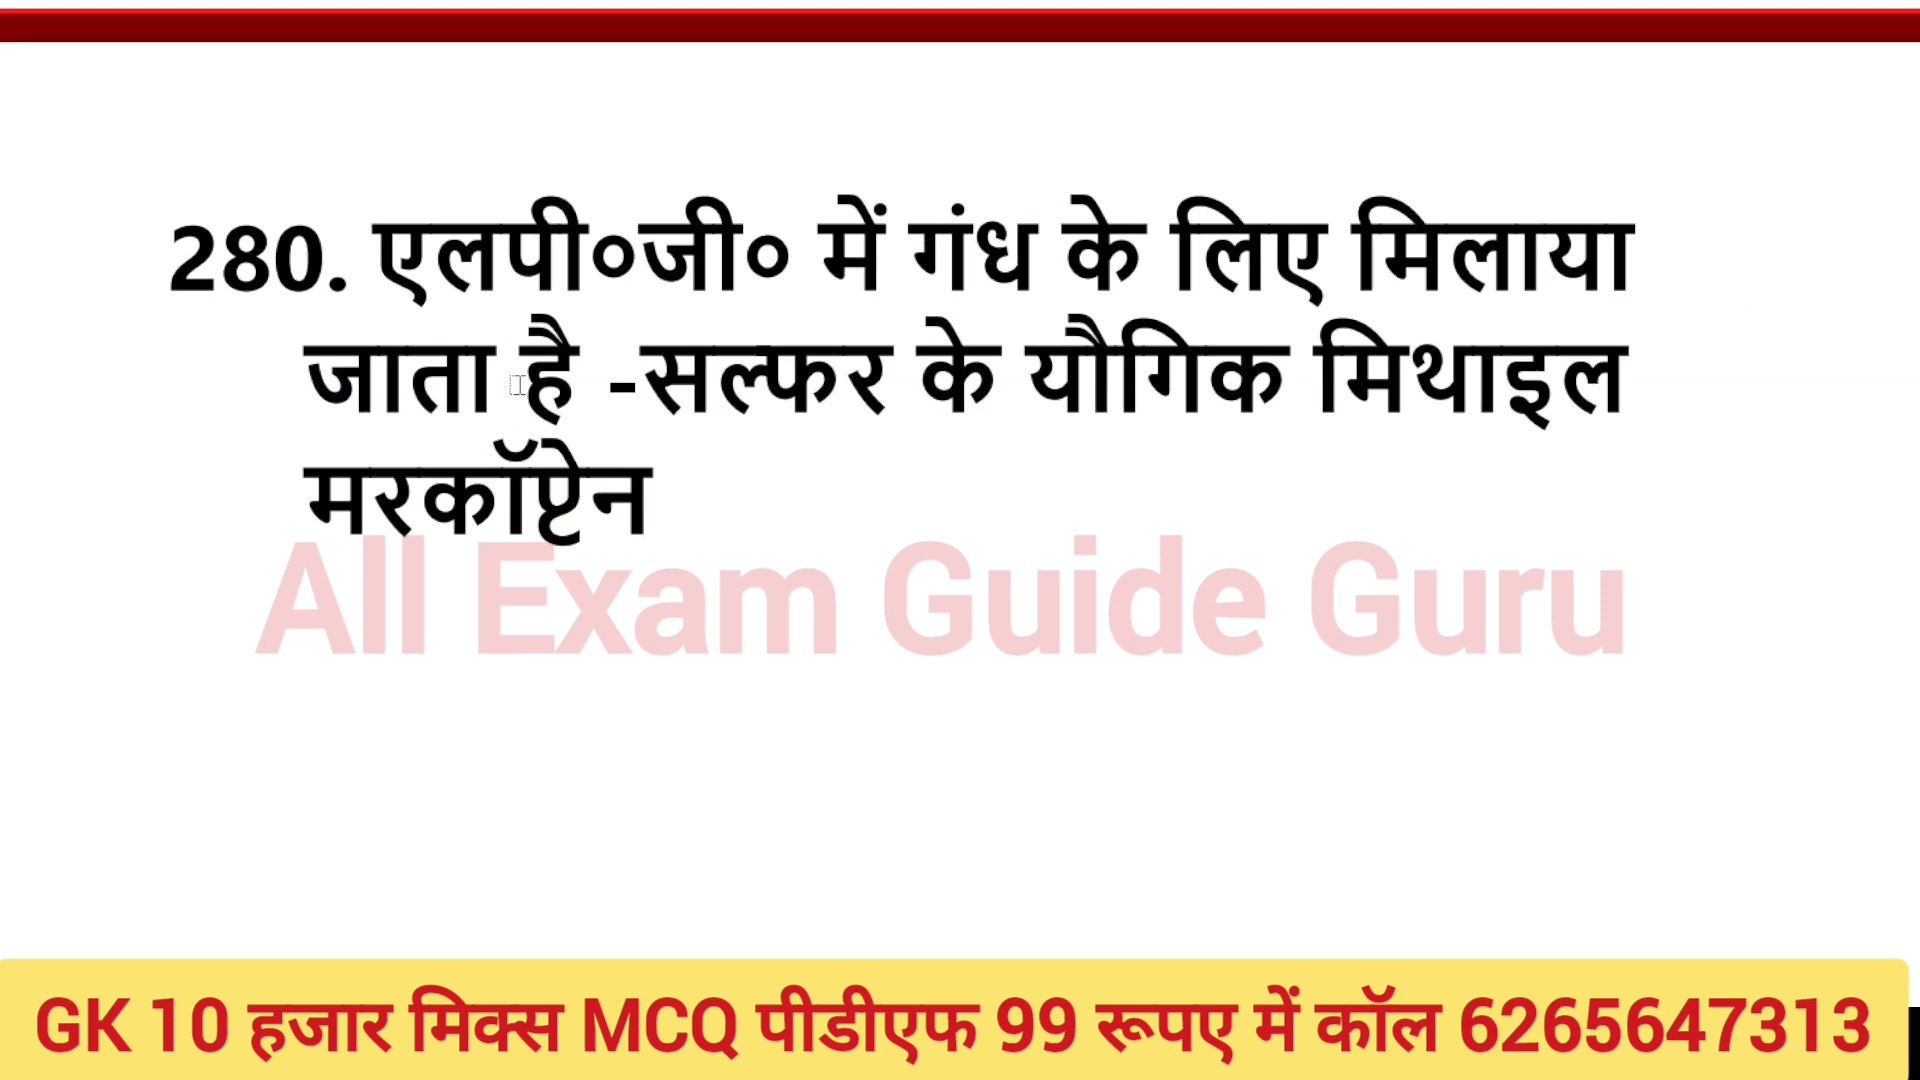 280. एलपी०जी० में गंध के लिए मिलाया
जाता है -सल्फर के यौगिक मिथाइल
मरकॉप्टेन
All Exam Guide Guru
GK 10 हजार मिक्स MCQ पीडीएफ 99 रूपए में कॉल 6265647313